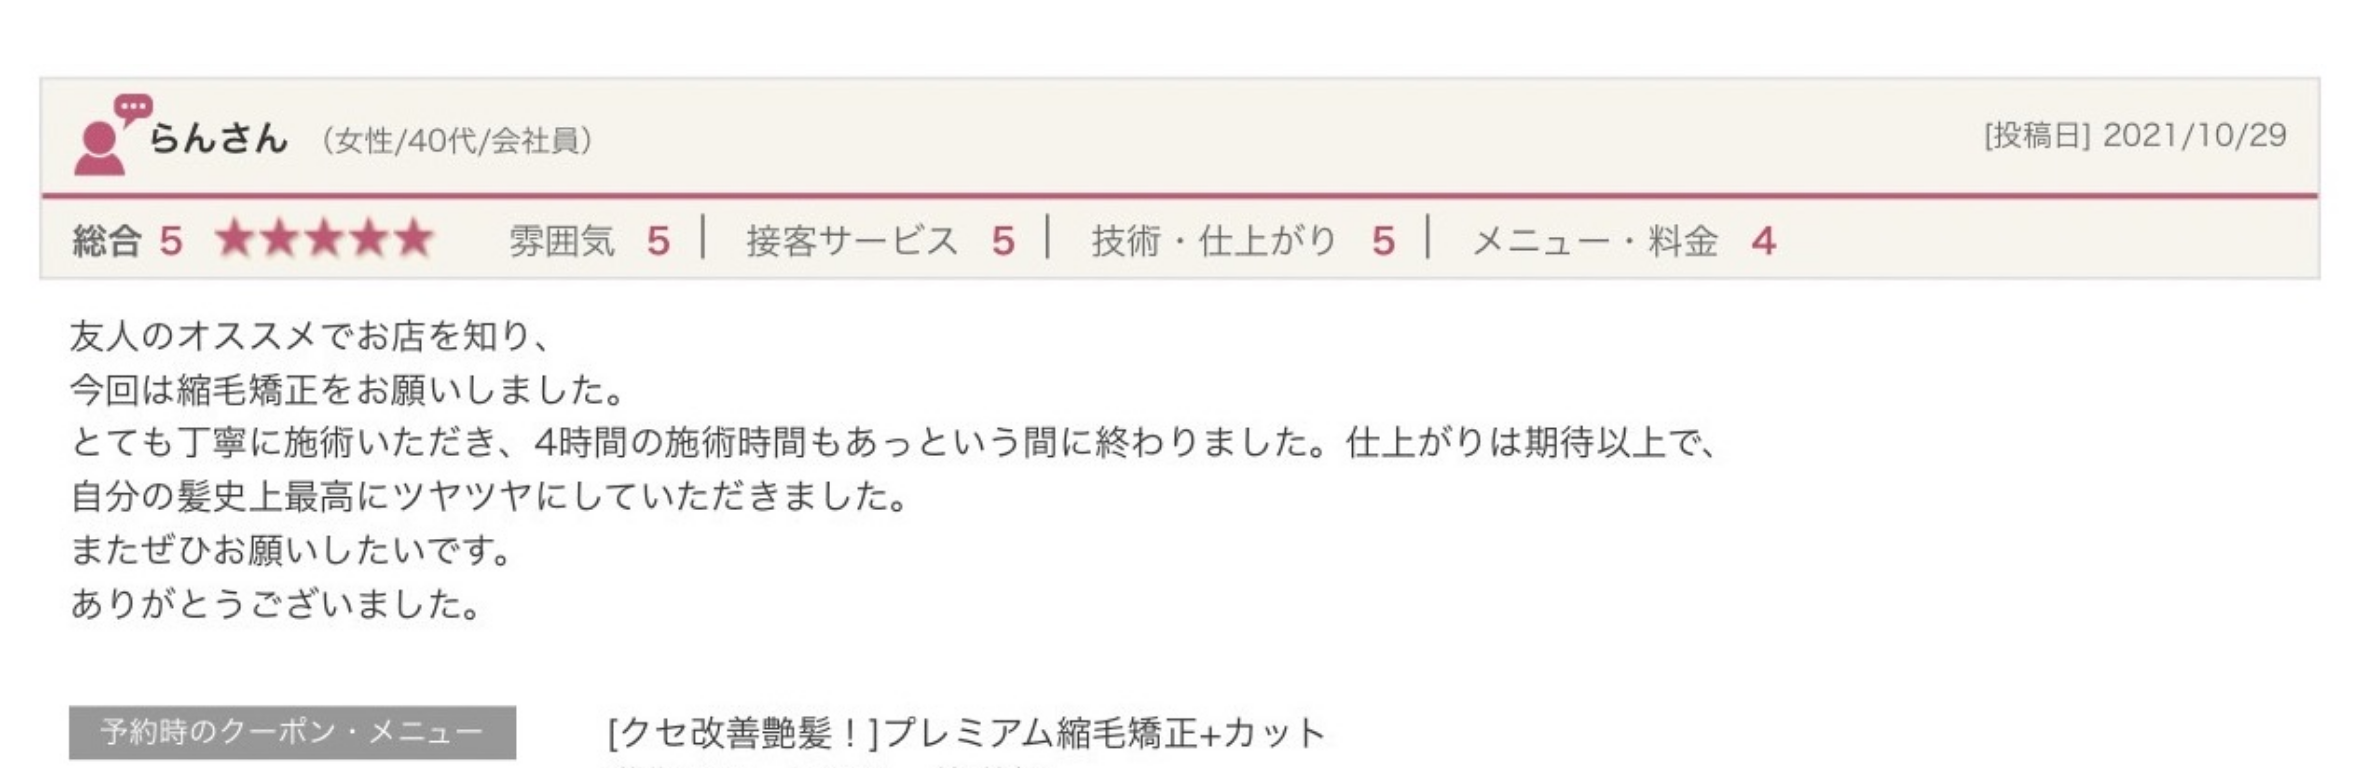 らんさん （女性/40代/会社員）
[投稿日] 2021/10/29
総合 5 ★★★★★ 雰囲気 5 | 接客サービス 5 | 技術・仕上がり 5 | メニュー・料金 4
友人のオススメでお店を知り、
今回は縮毛矯正をお願いしました。
とても丁寧に施術いただき、4時間の施術時間もあっという間に終わりました。仕上がりは期待以上で、
自分の髪史上最高にツヤツヤにしていただきました。
またぜひお願いしたいです。
ありがとうございました。
予約時のクーポン・メニュー [クセ改善艶髪！]プレミアム縮毛矯正+カット